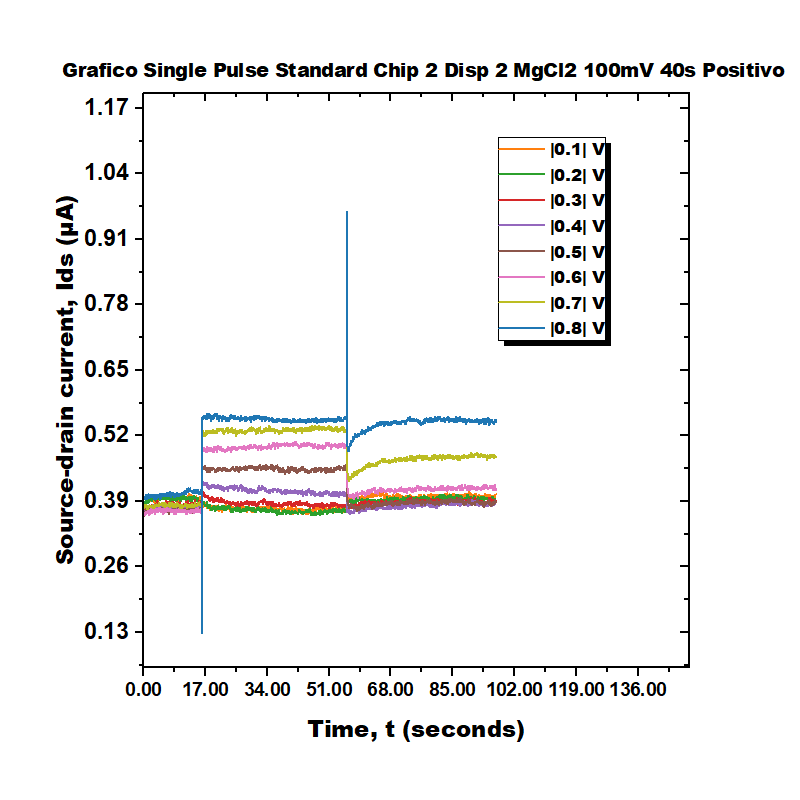 Grafico Single Pulse Standard Chip 2 Disp 2 MgCl2 100mV 40s Positivo
1.17
1.04
0.91
0.78
0.65
0.52
0.39
0.26
0.13
Source-drain current, Ids (µA)
|0.1| V
|0.2| V
|0.3| V
|0.4| V
|0.5| V
|0.6| V
|0.7| V
|0.8| V
0.00 17.00 34.00 51.00 68.00 85.00 102.00 119.00 136.00
Time, t (seconds)